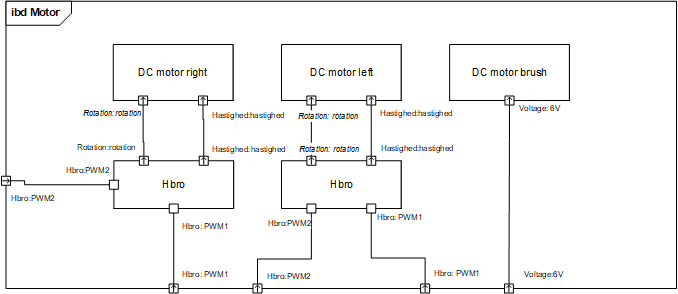 ibd Motor
DC motor right
DC motor left
DC motor brush
Rotation: rotation
Hastighed:hastighed
Rotation: rotation
Hastighed:hastighed
Voltage: 6V
Rotation:rotation
Hastighed:hastighed
Rotation: rotation
Hastighed:hastighed
Hbro:PWM2
Hbro:PWM2
Hbro
Hbro
Hbro: PWM1
Hbro:PWM2
Hbro: PWM1
Hbro: PWM1
Hbro:PWM2
Hbro: PWM1
Voltage:6V